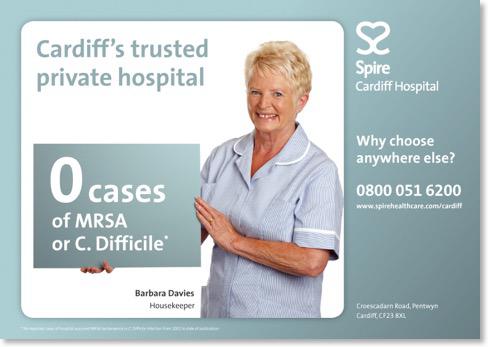 Cardiff's trusted
private hospital
Spire
Cardiff Hospital
Why choose
anywhere else?
0800 051 6200
www.spirehealthcare.com/cardiff
0 cases
of MRSA
or C. Difficile*
Barbara Davies
Housekeeper
Croescadarn Road, Pentwyn
Cardiff, CF23 8XL